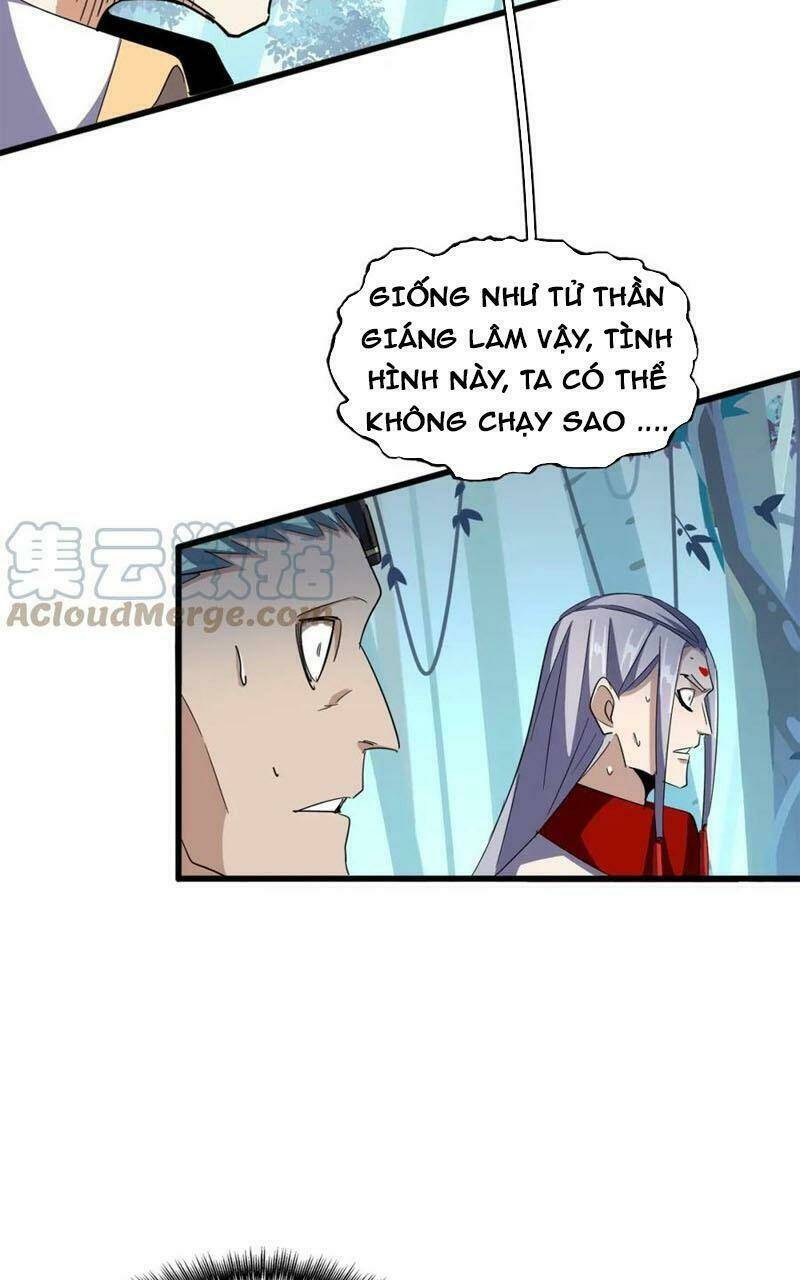 GIỐNG NHƯ TỬ THẦN
GIÁNG LÂM VẬY, TÌNH
HÌNH NÀY, TA CÓ THỂ
KHÔNG CHẠY SAO ....
集云数据
ACloudMerge.com